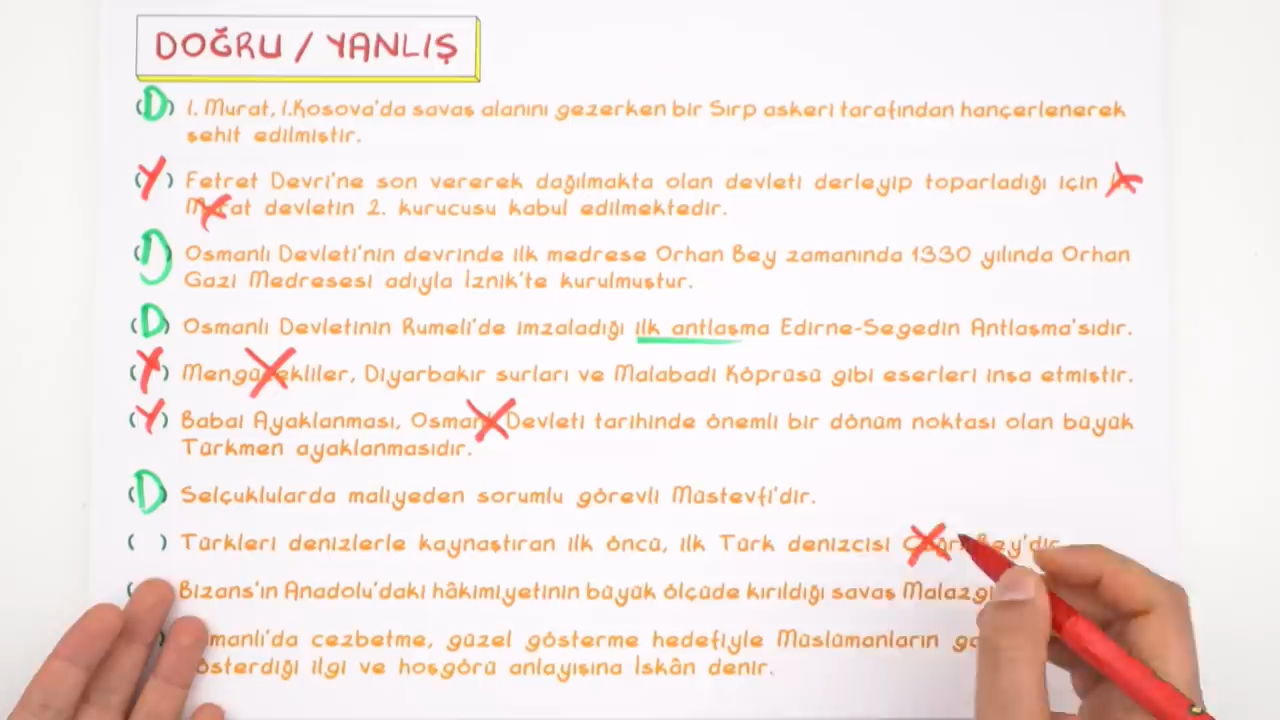 DOĞRU / YANLIŞ
(D) I. Murat, I.Kosova'da savaş alanını gezerken bir Sırp askeri tarafından hançerlenerek
şehit edilmiştir.
(Y) Fetret Devri'ne son vererek dağılmakta olan devleti derleyip toparladığı için
Murat devletin 2. kurucusu kabul edilmektedir.
(D) Osmanlı Devleti'nin devrinde ilk medrese Orhan Bey zamanında 1330 yılında Orhan
Gazi Medresesi adıyla İznik'te kurulmuştur.
(D) Osmanlı Devletinin Rumeli'de imzaladığı ilk antlaşma Edirne-Segedin Antlaşma'sıdır.
(Y) Mengücekliler, Diyarbakır surları ve Malabadi Köprüsü gibi eserleri inşa etmiştir.
(Y) Babai Ayaklanması, Osmanlı Devleti tarihinde önemli bir dönüm noktası olan büyük
Türkmen ayaklanmasıdır.
(D) Selçuklularda maliyeden sorumlu görevli Müstevfi'dir.
( ) Türkleri denizlerle kaynaştıran ilk öncü, ilk Türk denizcisi Çağrı Bey'dir.
( Bizans'ın Anadolu'daki hâkimiyetinin büyük ölçüde kırıldığı savaş
) cezbetme, güzel gösterme hedefiyle Müslümanların
ilgi ve hoşgörü anlayışına İskân denir.